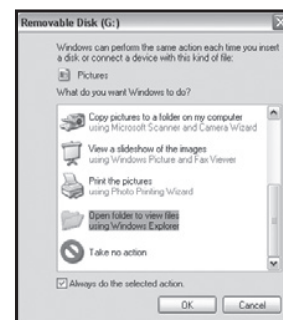 Removable Disk (G:)
Windows can perform the same action each time you insert
a disk or connect a device with this kind of file:
Pictures
What do you want Windows to do?
Copy pictures to a folder on my computer
using Microsoft Scanner and Camera Wizard
View a slideshow of the images
using Windows Picture and Fax Viewer
Print the pictures
using Photo Printing Wizard
Open folder to view files
using Windows Explorer
Take no action
Always do the selected action.
OK
Cancel